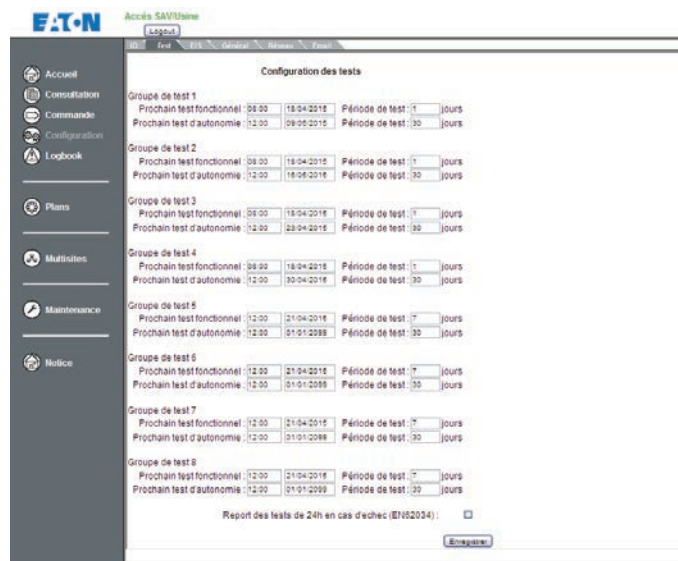 EATON
Accès SAV/Usine
Logout
IO Test E/S Général Réseau Email
Accueil
Consultation
Commande
Configuration
Logbook
Plans
Multisites
Maintenance
Notice
Configuration des tests
Groupe de test 1
Prochain test fonctionnel : 08:00 18/04/2016 Période de test : 1 jours
Prochain test d'autonomie : 12:00 09/05/2016 Période de test : 30 jours
Groupe de test 2
Prochain test fonctionnel : 08:00 18/04/2016 Période de test : 1 jours
Prochain test d'autonomie : 12:00 16/05/2016 Période de test : 30 jours
Groupe de test 3
Prochain test fonctionnel : 08:00 18/04/2016 Période de test : 1 jours
Prochain test d'autonomie : 12:00 23/04/2016 Période de test : 30 jours
Groupe de test 4
Prochain test fonctionnel : 08:00 18/04/2016 Période de test : 1 jours
Prochain test d'autonomie : 12:00 30/04/2016 Période de test : 30 jours
Groupe de test 5
Prochain test fonctionnel : 12:00 21/04/2016 Période de test : 7 jours
Prochain test d'autonomie : 12:00 01/01/2099 Période de test : 30 jours
Groupe de test 6
Prochain test fonctionnel : 12:00 21/04/2016 Période de test : 7 jours
Prochain test d'autonomie : 12:00 01/01/2099 Période de test : 30 jours
Groupe de test 7
Prochain test fonctionnel : 12:00 21/04/2016 Période de test : 7 jours
Prochain test d'autonomie : 12:00 01/01/2099 Période de test : 30 jours
Groupe de test 8
Prochain test fonctionnel : 12:00 21/04/2016 Période de test : 7 jours
Prochain test d'autonomie : 12:00 01/01/2099 Période de test : 30 jours
Report des tests de 24h en cas d'echec (EN62034) :
Enregistrer